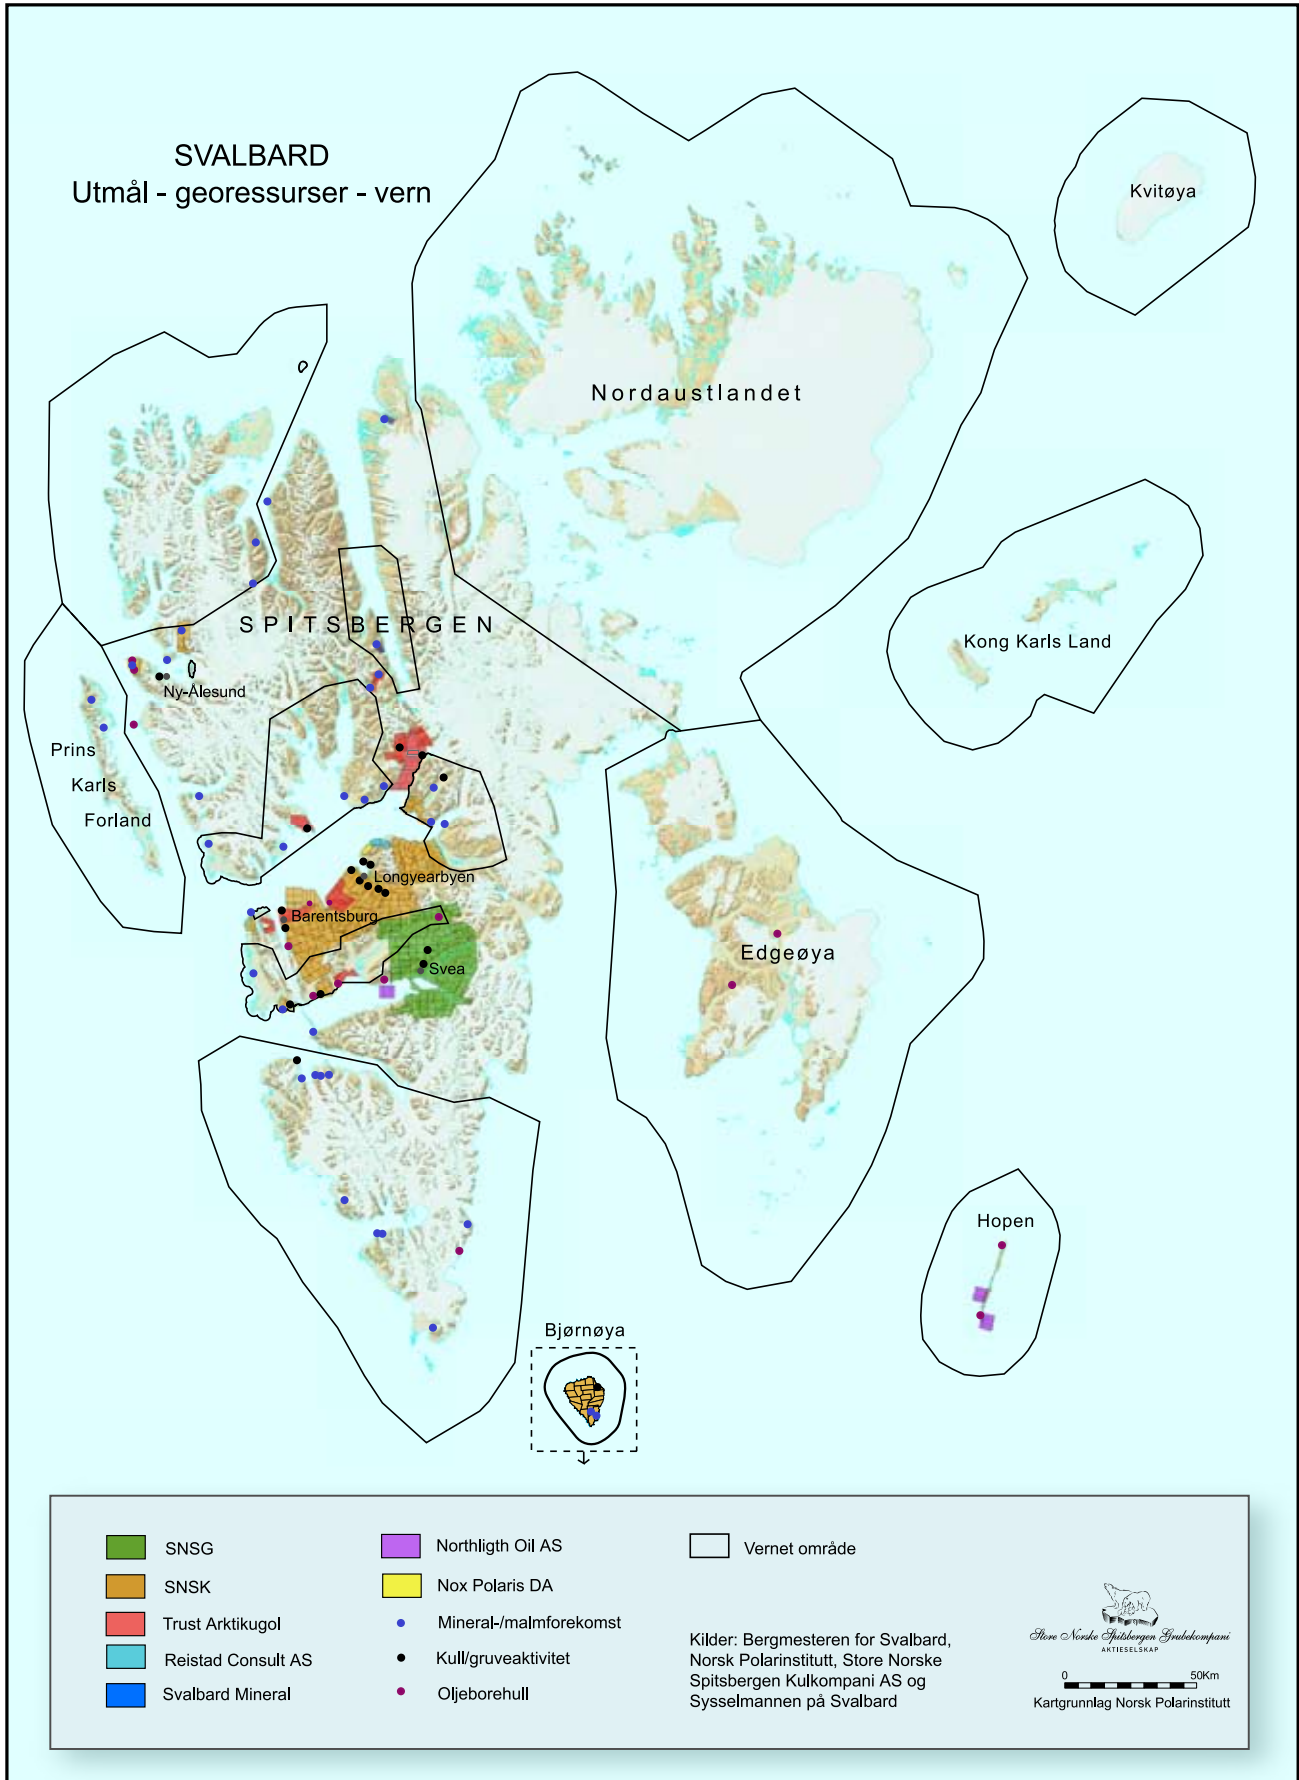 SVALBARD
Utmål - georessurser - vern
Kvitøya
Nordaustlandet
SPITSBERGEN
Kong Karls Land
Ny-Ålesund
Prins
Karls
Forland
Longyearbyen
Barentsburg
Svea
Edgeøya
Hopen
Bjørnøya
SNSG
SNSK
Trust Arktikugol
Reistad Consult AS
Svalbard Mineral
Northligth Oil AS
Nox Polaris DA
Mineral-/malmforekomst
Kull/gruveaktivitet
Oljeborehull
Vernet område
Kilder: Bergmesteren for Svalbard,
Norsk Polarinstitutt, Store Norske
Spitsbergen Kulkompani AS og
Sysselmannen på Svalbard
Store Norske Spitsbergen Grubekompani
AKTIESELSKAP
0 50Km
Kartgrunnlag Norsk Polarinstitutt